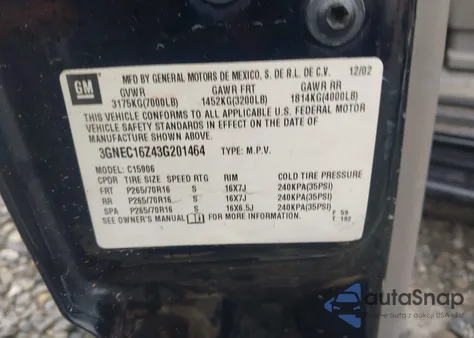 GM
MFD BY GENERAL MOTORS DE MEXICO, S. DE R.L. DE C.V. 12/02
GVWR GAWR FRT GAWR RR
3175KG(7000LB) 1452KG(3200LB) 1814KG(4000LB)
THIS VEHICLE CONFORMS TO ALL APPLICABLE U.S. FEDERAL MOTOR
VEHICLE SAFETY STANDARDS IN EFFECT ON THE DATE OF
MANUFACTURE SHOWN ABOVE.
3GNEC16Z43G201464 TYPE: M.P.V.
MODEL: C15906
CPDR TIRE SIZE SPEED RTG RIM COLD TIRE PRESSURE
FRT P265/70R16 S 16X7J 240KPA(35PSI)
RR P265/70R16 S 16X7J 240KPA(35PSI)
SPA P265/70R16 S 16X6.5J 240KPA(35PSI)
SEE OWNER'S MANUAL FOR MORE INFORMATION. F 59
T 192
autoSnap